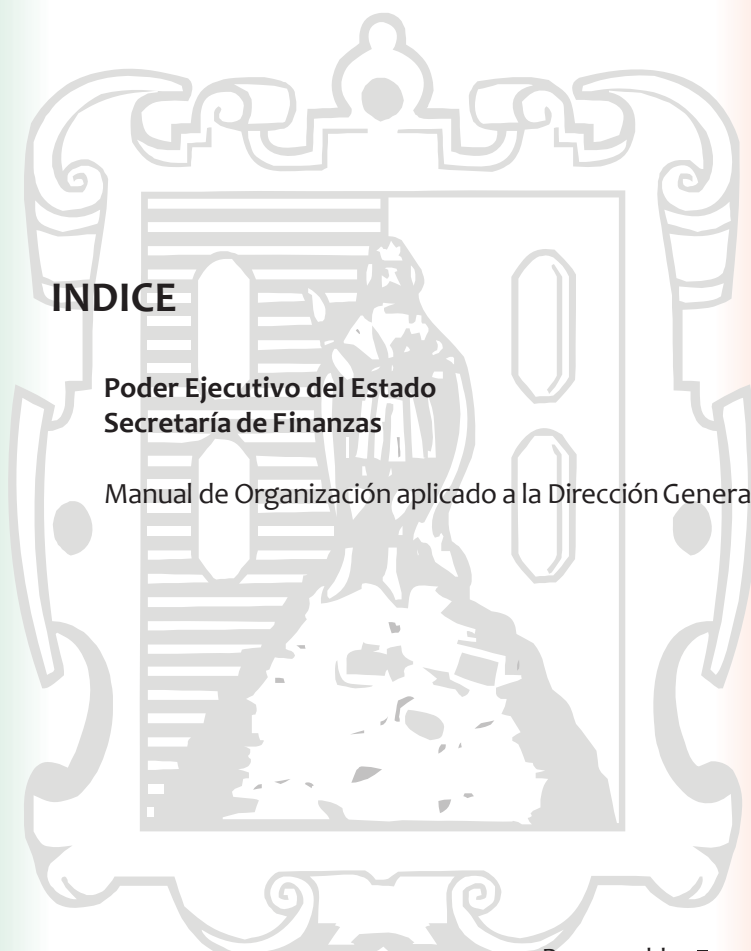 INDICE
Poder Ejecutivo del Estado
Secretaría de Finanzas
Manual de Organización aplicado a la Dirección Genera